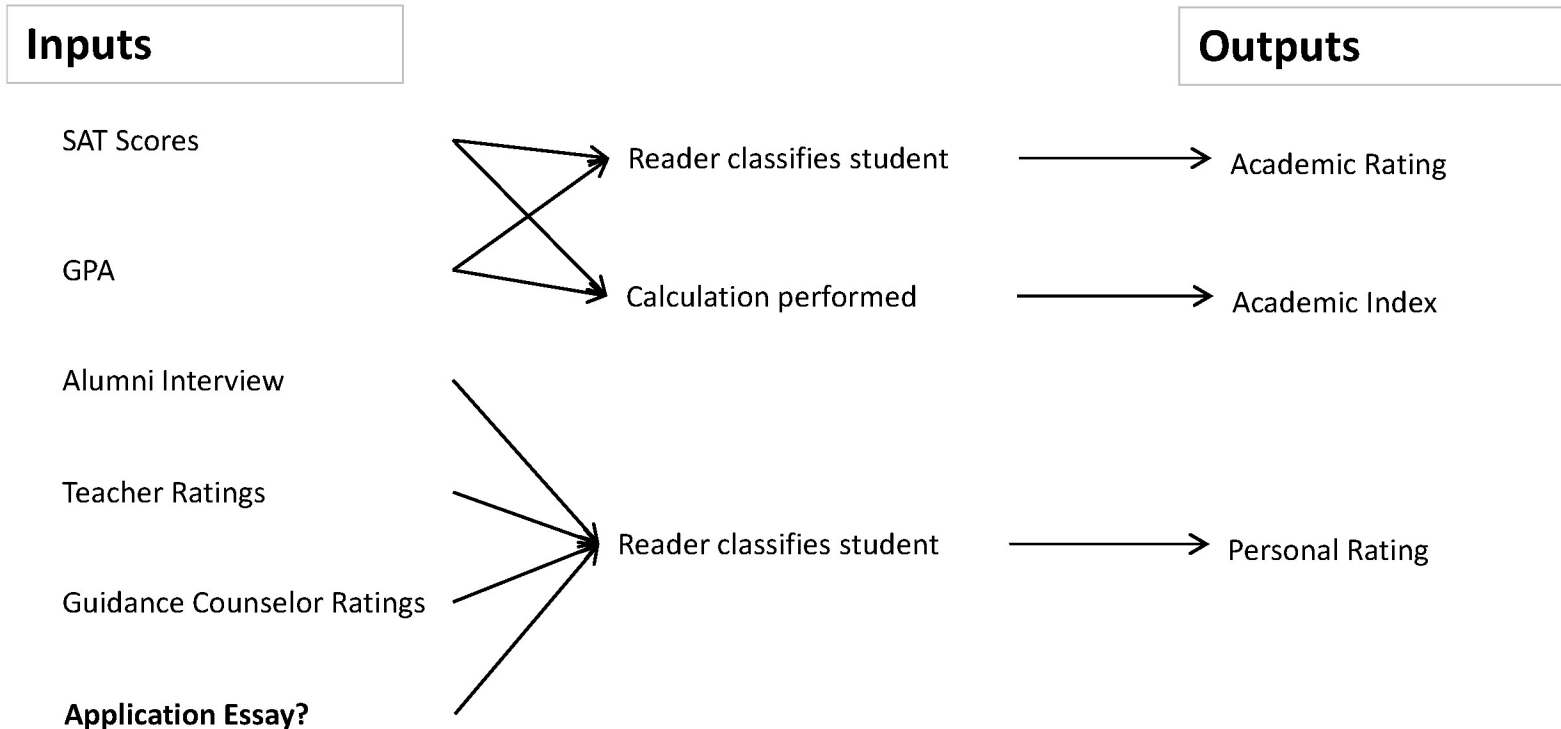 Inputs
Outputs
SAT Scores
Reader classifies student
Academic Rating
GPA
Calculation performed
Academic Index
Alumni Interview
Teacher Ratings
Reader classifies student
Personal Rating
Guidance Counselor Ratings
Application Essay?